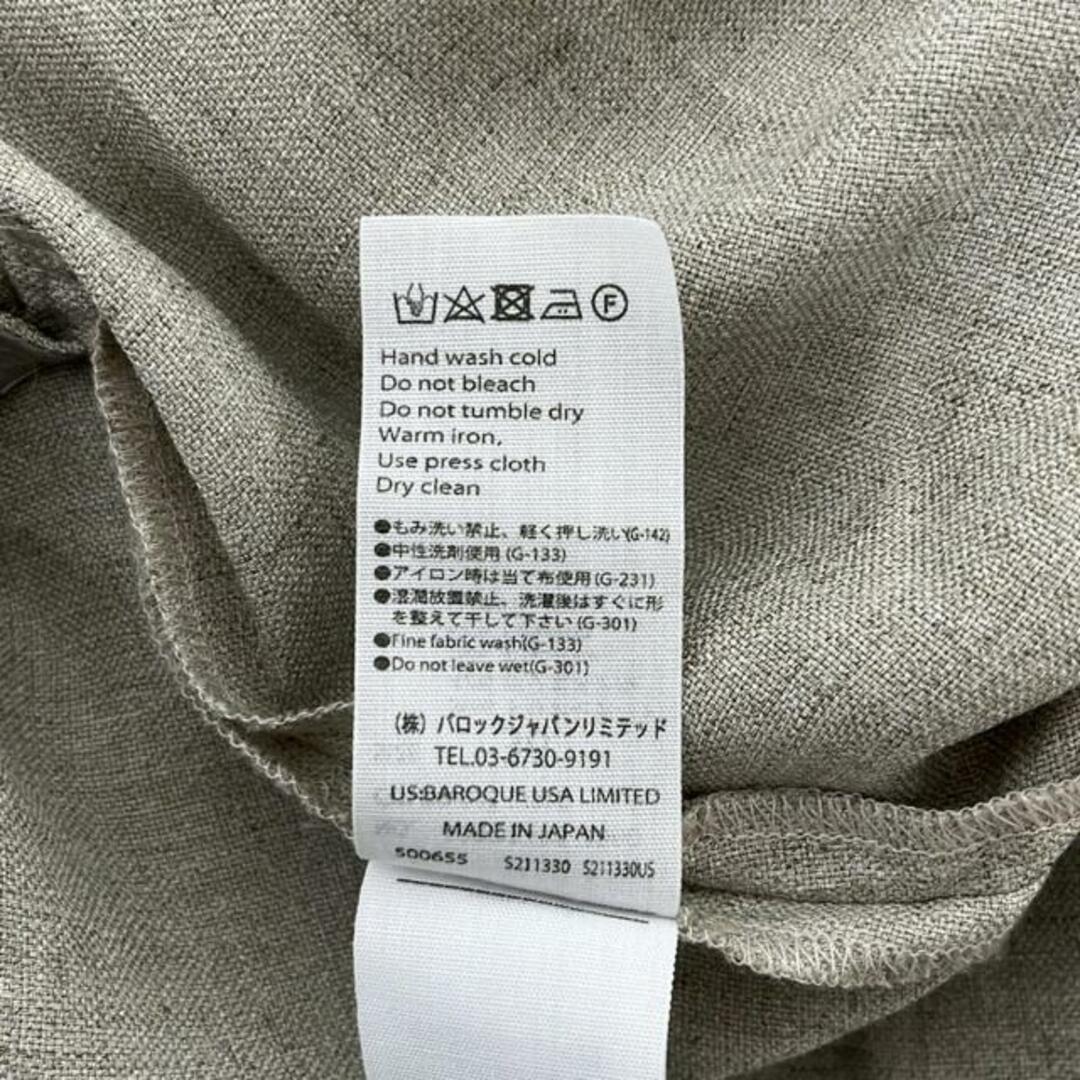 F
Hand wash cold
Do not bleach
Do not tumble dry
Warm iron,
Use press cloth
Dry clean
●もみ洗い禁止、軽く押し洗い(G-142)
●中性洗剤使用 (G-133)
●アイロン時は当て布使用 (G-231)
●湿潤放置禁止、洗濯後はすぐに形
を整えて干して下さい (G-301)
●Fine fabric wash(G-133)
●Do not leave wet(G-301)
（株）バロックジャパンリミテッド
TEL.03-6730-9191
US:BAROQUE USA LIMITED
MADE IN JAPAN
500655 S211330 S211330US